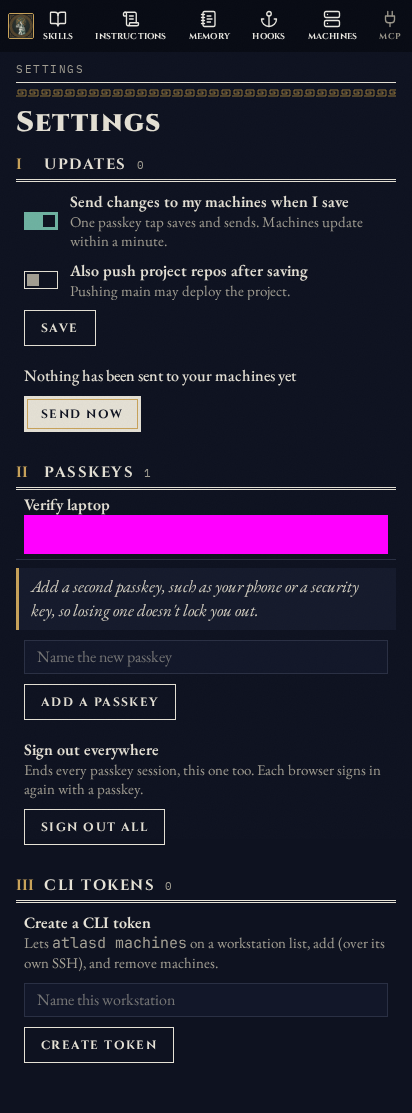 SKILLS INSTRUCTIONS MEMORY HOOKS MACHINES MCP
SETTINGS
SETTINGS
I UPDATES 0
Send changes to my machines when I save
One passkey tap saves and sends. Machines update
within a minute.
Also push project repos after saving
Pushing main may deploy the project.
SAVE
Nothing has been sent to your machines yet
SEND NOW
II PASSKEYS 1
Verify laptop
Add a second passkey, such as your phone or a security
key, so losing one doesn't lock you out.
Name the new passkey
ADD A PASSKEY
Sign out everywhere
Ends every passkey session, this one too. Each browser signs in
again with a passkey.
SIGN OUT ALL
III CLI TOKENS 0
Create a CLI token
Lets atlasd machines on a workstation list, add (over its
own SSH), and remove machines.
Name this workstation
CREATE TOKEN